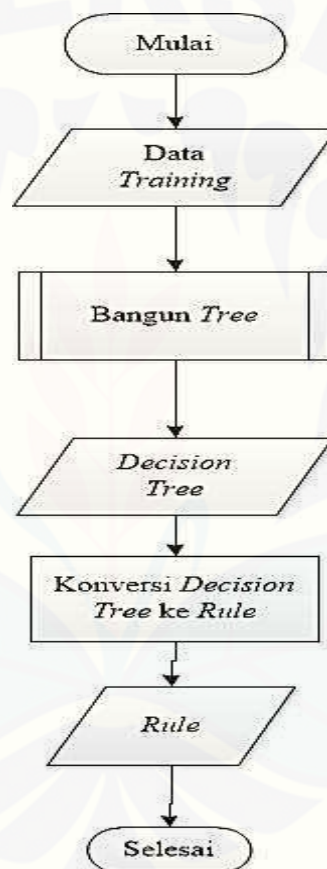 Mulai
Data
Training
Bangun Tree
Decision
Tree
Konversi Decision
Tree ke Rule
Rule
Selesai